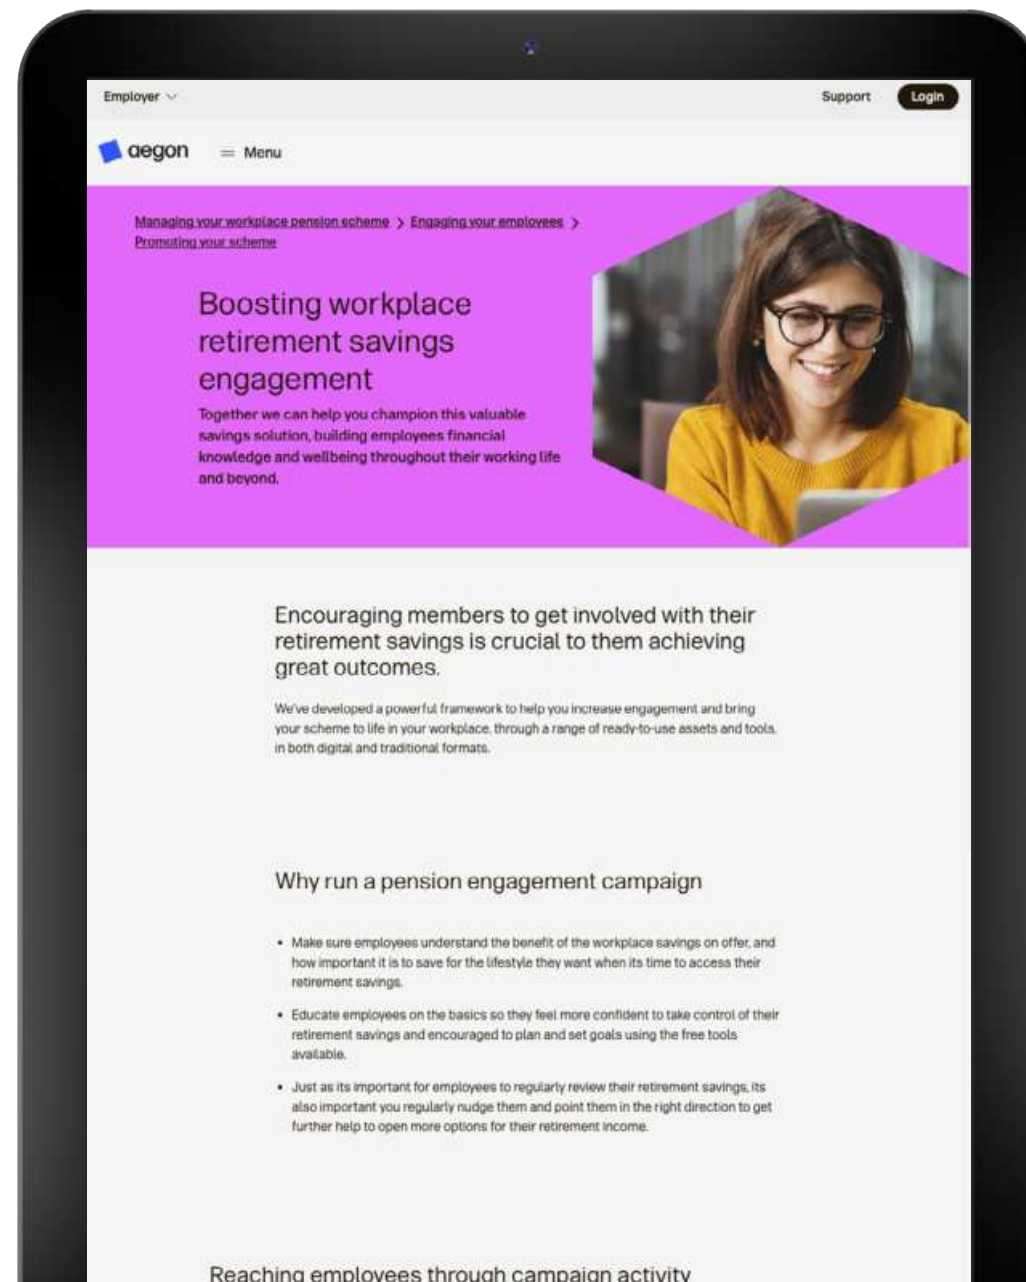 Employer
Support
Login
aegon
Menu
Managing your workplace pension scheme > Engaging your employees >
Promoting your scheme
Boosting workplace
retirement savings
engagement
Together we can help you champion this valuable
savings solution, building employees financial
knowledge and wellbeing throughout their working life
and beyond.
Encouraging members to get involved with their
retirement savings is crucial to them achieving
great outcomes.
We've developed a powerful framework to help you increase engagement and bring
your scheme to life in your workplace, through a range of ready-to-use assets and tools,
in both digital and traditional formats.
Why run a pension engagement campaign
• Make sure employees understand the benefit of the workplace savings on offer, and
how important it is to save for the lifestyle they want when its time to access their
retirement savings.
• Educate employees on the basics so they feel more confident to take control of their
retirement savings and encouraged to plan and set goals using the free tools
available.
• Just as its important for employees to regularly review their retirement savings, its
also important you regularly nudge them and point them in the right direction to get
further help to open more options for their retirement income.
Reaching employees through campaign activity